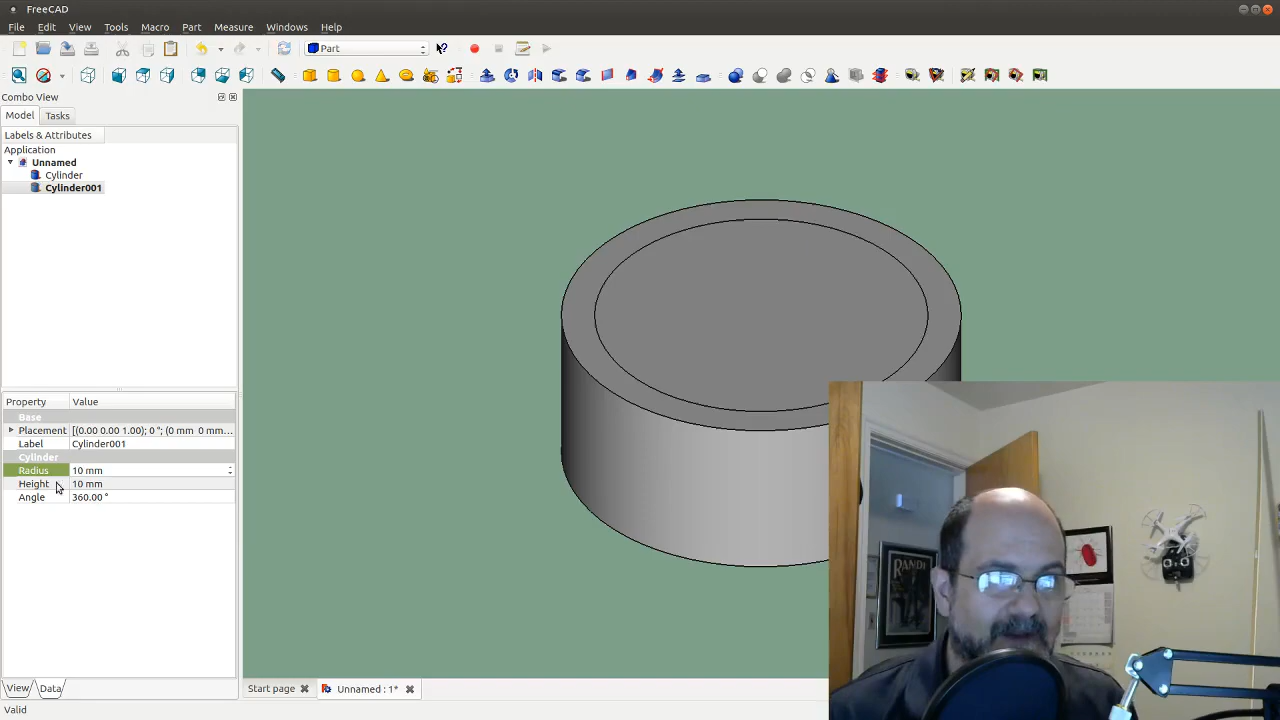 FreeCAD
File Edit View Tools Macro Part Measure Windows Help
Part
Combo View
Model Tasks
Labels & Attributes
Application
Unnamed
Cylinder
Cylinder001
Property Value
Base
Placement [(0.00 0.00 1.00); 0 °; (0 mm 0 mm...
Label Cylinder001
Cylinder
Radius 10 mm
Height 10 mm
Angle 360.00 °
RANDI
View Data
Start page Unnamed : 1*
Valid